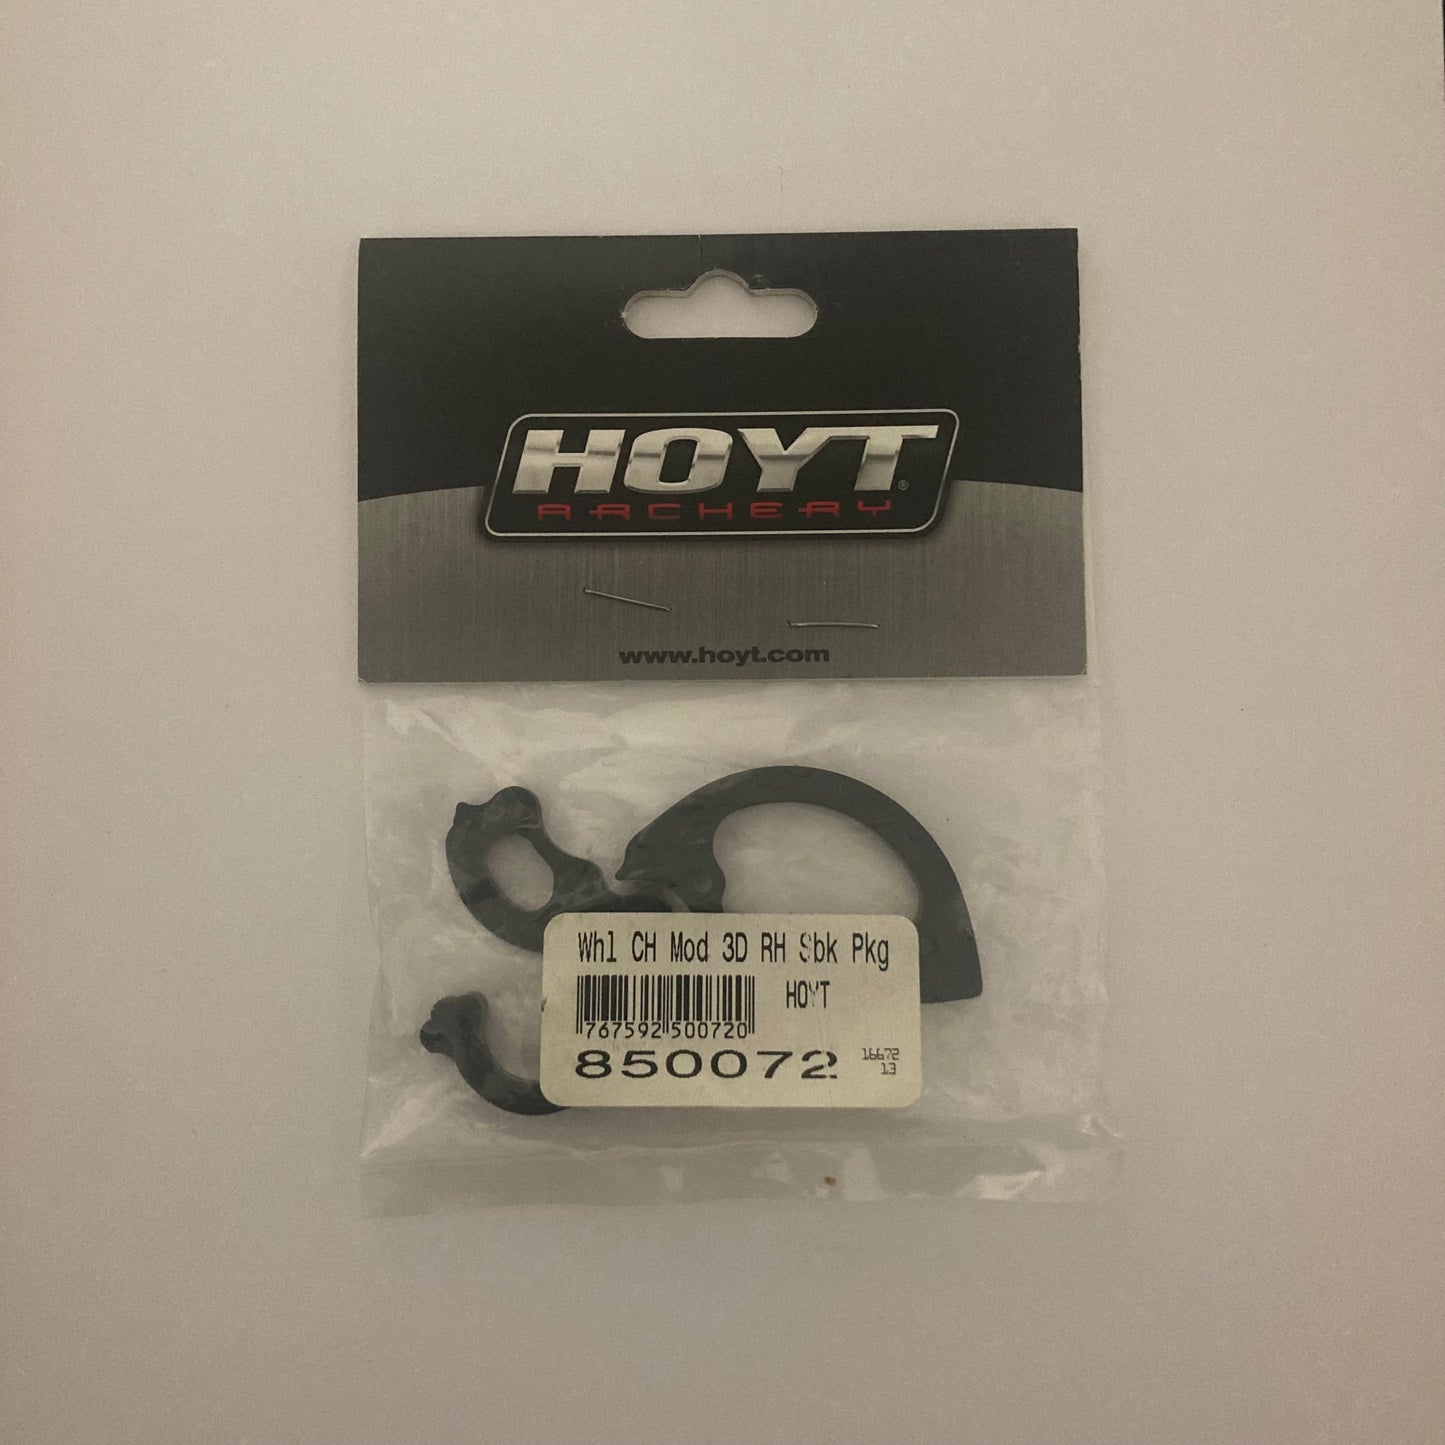 HOYT®
ARCHERY
www.hoyt.com
Whl CH Mod 3D RH Sbk Pkg
HOYT
767592 500720
850072
16672
13